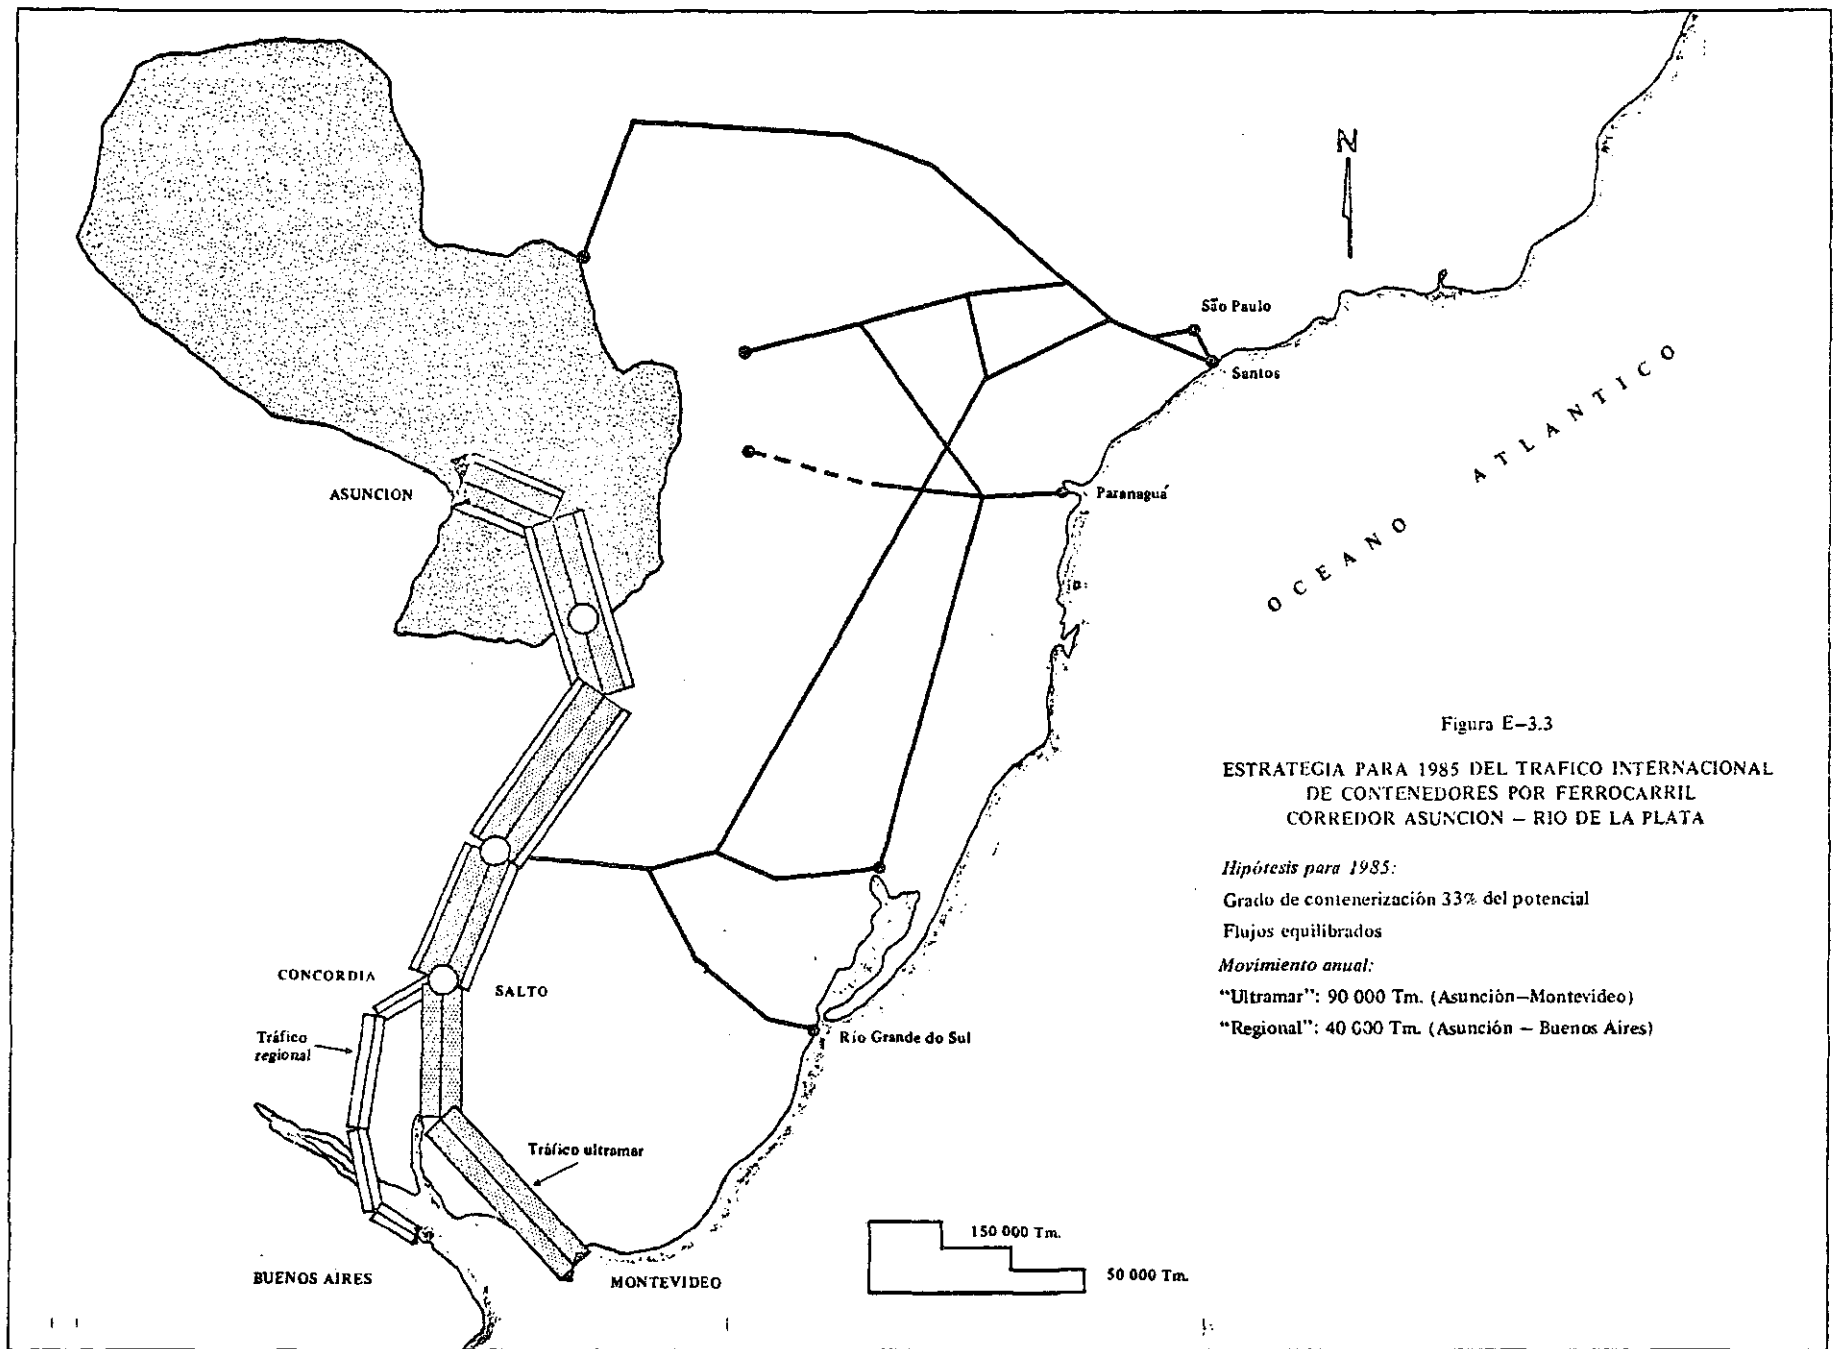 N
São Paulo
Santos
OCEANO ATLANTICO
ASUNCION
Paranaguá
Figura E-3.3
ESTRATEGIA PARA 1985 DEL TRAFICO INTERNACIONAL
DE CONTENEDORES POR FERROCARRIL
CORREDOR ASUNCION – RIO DE LA PLATA
Hipótesis para 1985:
Grado de contenerización 33% del potencial
Flujos equilibrados
Movimiento anual:
"Ultramar": 90 000 Tm. (Asunción–Montevideo)
"Regional": 40 000 Tm. (Asunción – Buenos Aires)
CONCORDIA
SALTO
Tráfico
regional
Río Grande do Sul
Tráfico ultramar
150 000 Tm.
50 000 Tm.
BUENOS AIRES
MONTEVIDEO